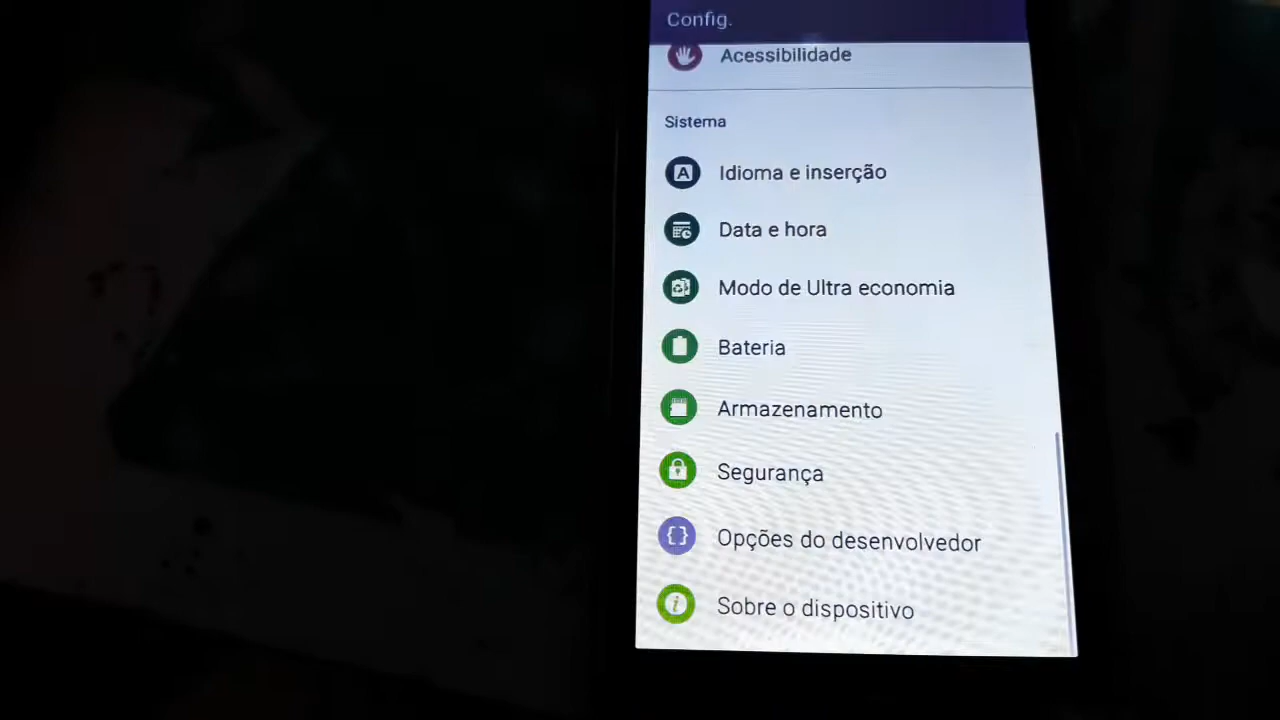 Config.
Acessibilidade
Sistema
Idioma e inserção
Data e hora
Modo de Ultra economia
Bateria
Armazenamento
Segurança
Opções do desenvolvedor
Sobre o dispositivo